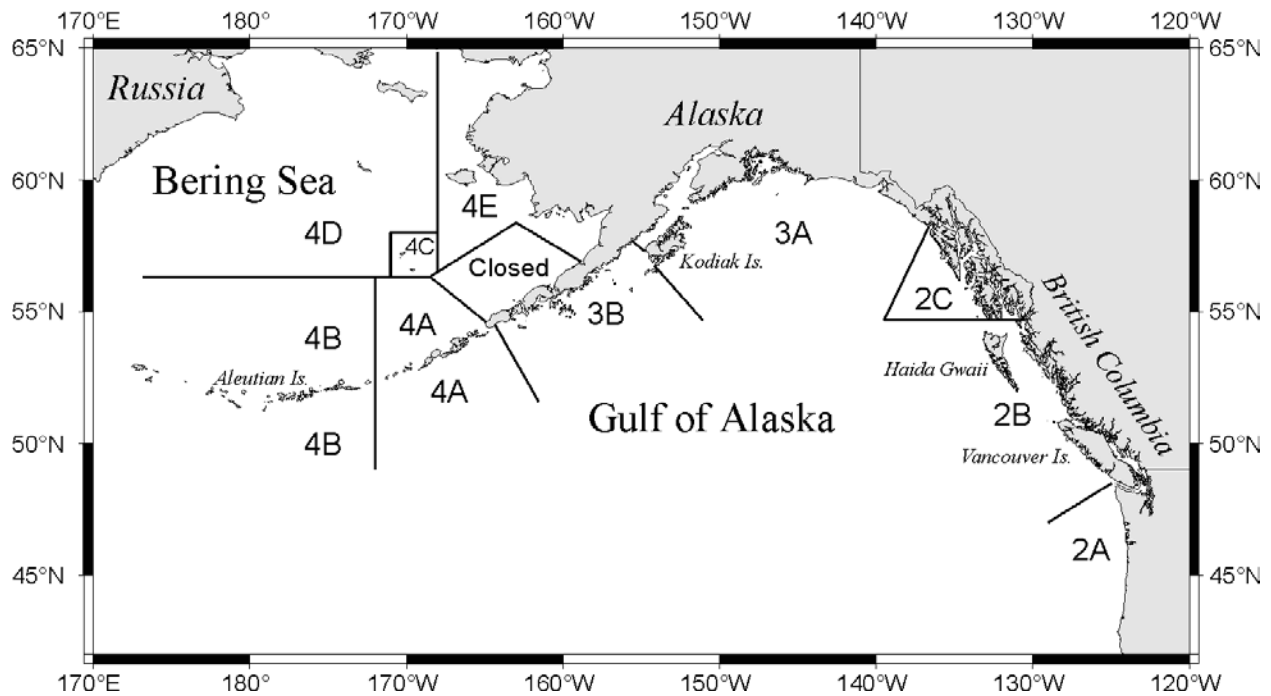 170°E 180° 170°W 160°W 150°W 140°W 130°W 120°W
65°N 65°N
Russia
Alaska
Bering Sea
60°N 60°N
4E
4D
4C
3A
Closed
Kodiak Is.
55°N 55°N
3B
2C
British Columbia
4A
4B
Aleutian Is.
4A
Haida Gwaii
Gulf of Alaska
2B
50°N 50°N
4B
Vancouver Is.
2A
45°N 45°N
170°E 180° 170°W 160°W 150°W 140°W 130°W 120°W